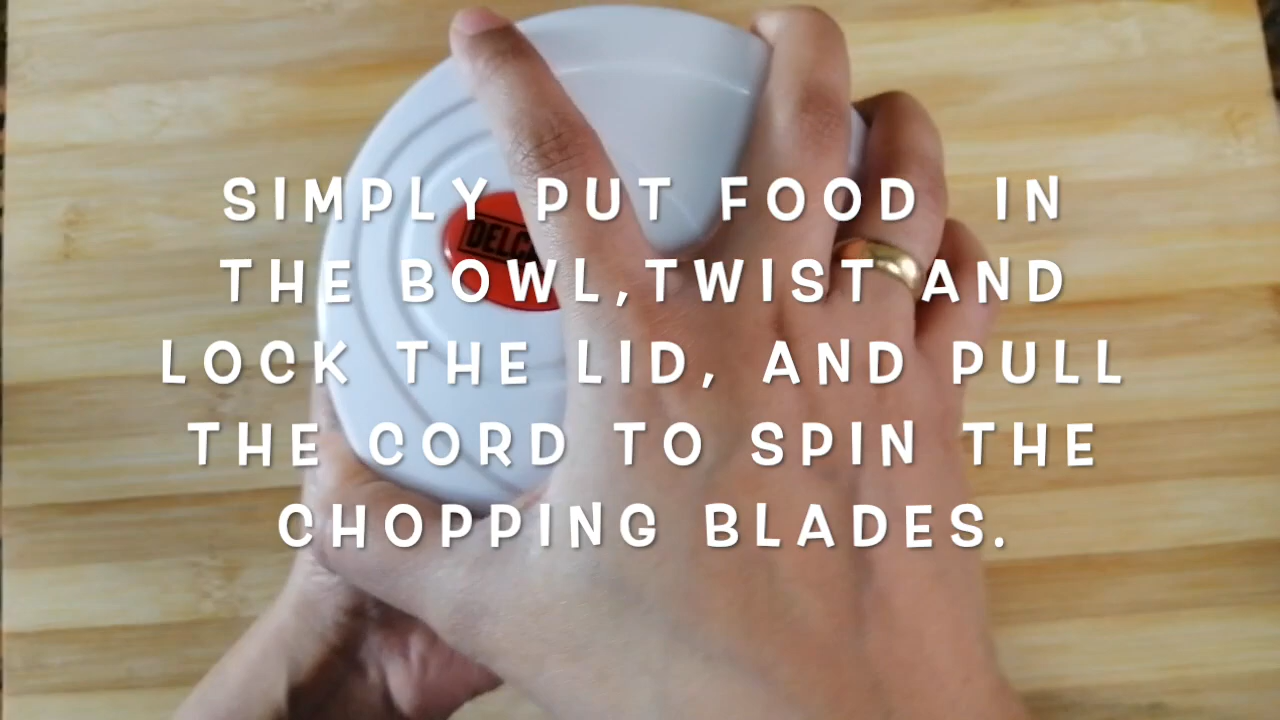 SIMPLY PUT FOOD IN
THE BOWL,TWIST AND
LOCK THE LID, AND PULL
THE CORD TO SPIN THE
CHOPPING BLADES.